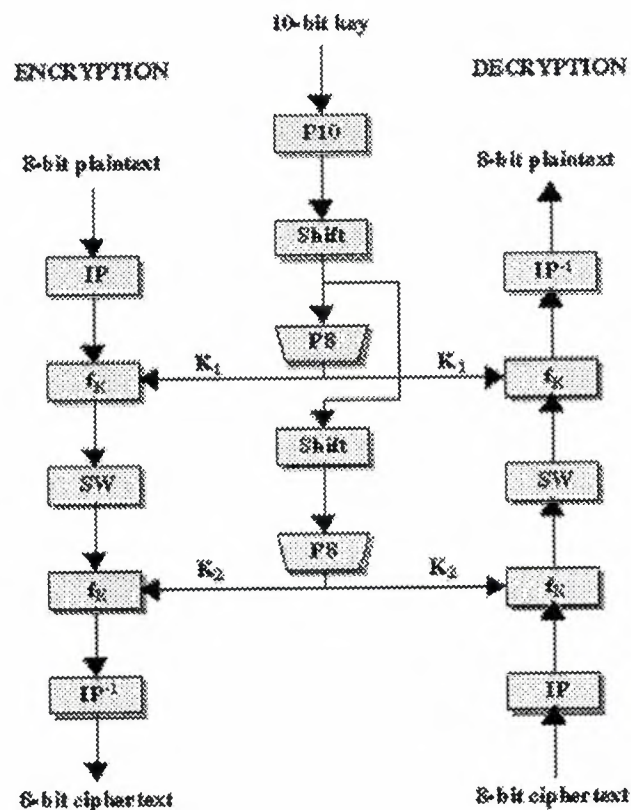 10-bit key
ENCRYPTION
DECRYPTION
P10
8-bit plaintext
8-bit plaintext
Shift
IP
IP-1
P8
K1
K1
fK
fK
Shift
SW
SW
P8
K2
K2
fK
fK
IP-1
IP
8-bit ciphertext
8-bit ciphertext